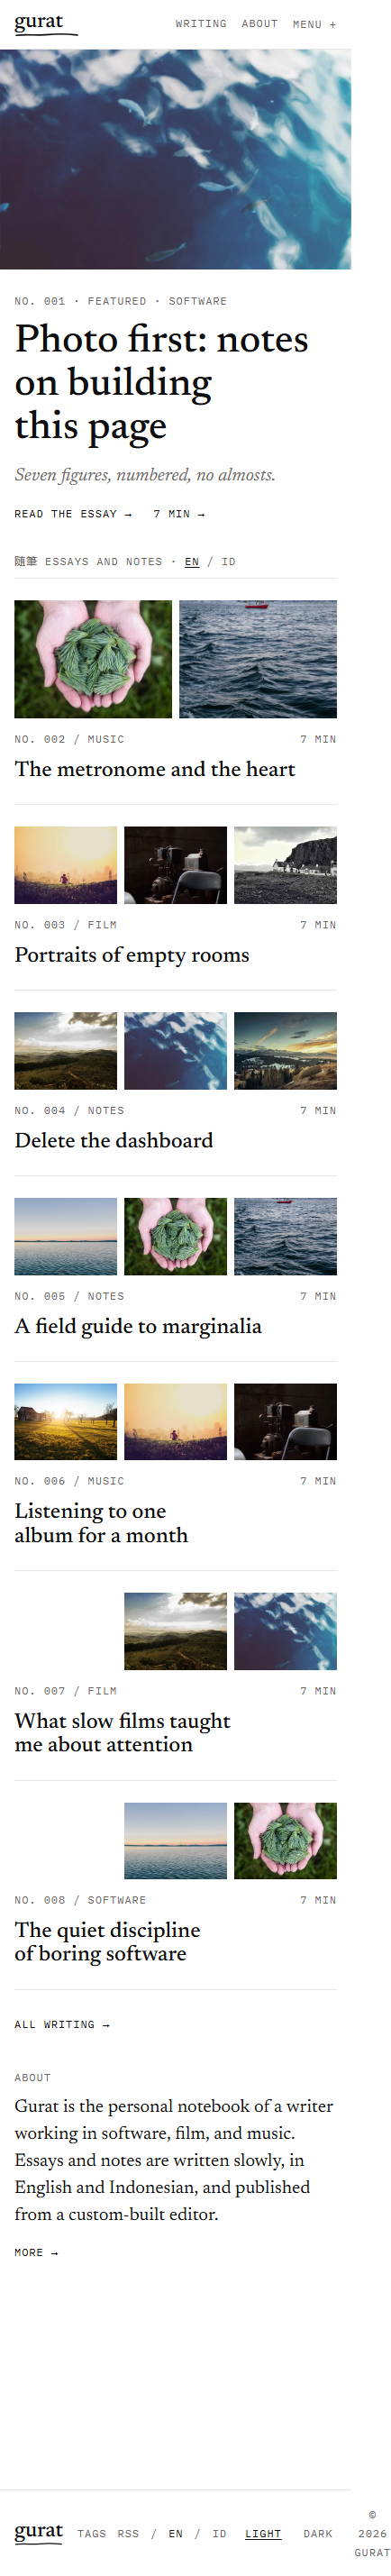 gurat
WRITING ABOUT MENU +
NO. 001 · FEATURED · SOFTWARE
Photo first: notes
on building
this page
Seven figures, numbered, no almosts.
READ THE ESSAY → 7 MIN →
随筆 ESSAYS AND NOTES · EN / ID
NO. 002 / MUSIC 7 MIN
The metronome and the heart
NO. 003 / FILM 7 MIN
Portraits of empty rooms
NO. 004 / NOTES 7 MIN
Delete the dashboard
NO. 005 / NOTES 7 MIN
A field guide to marginalia
NO. 006 / MUSIC 7 MIN
Listening to one
album for a month
NO. 007 / FILM 7 MIN
What slow films taught
me about attention
NO. 008 / SOFTWARE 7 MIN
The quiet discipline
of boring software
ALL WRITING →
ABOUT
Gurat is the personal notebook of a writer
working in software, film, and music.
Essays and notes are written slowly, in
English and Indonesian, and published
from a custom-built editor.
MORE →
gurat TAGS RSS / EN / ID LIGHT DARK
©
2026
GURAT